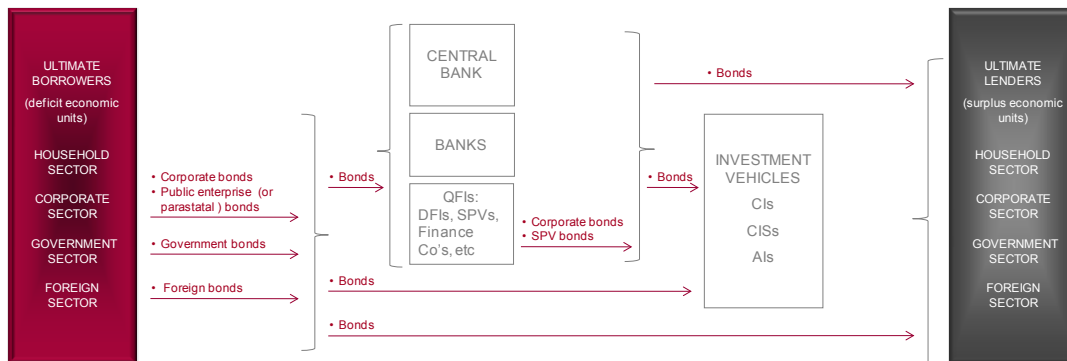 ULTIMATE
BORROWERS
(deficit economic
units)
HOUSEHOLD
SECTOR
CORPORATE
SECTOR
GOVERNMENT
SECTOR
FOREIGN
SECTOR
• Corporate bonds
• Public enterprise (or
parastatal ) bonds
• Government bonds
• Foreign bonds
• Bonds
• Bonds
• Bonds
CENTRAL
BANK
BANKS
QFIs:
DFIs, SPVs,
Finance
Co's, etc
• Corporate bonds
• SPV bonds
• Bonds
• Bonds
INVESTMENT
VEHICLES
CIs
CISs
AIs
ULTIMATE
LENDERS
(surplus economic
units)
HOUSEHOLD
SECTOR
CORPORATE
SECTOR
GOVERNMENT
SECTOR
FOREIGN
SECTOR